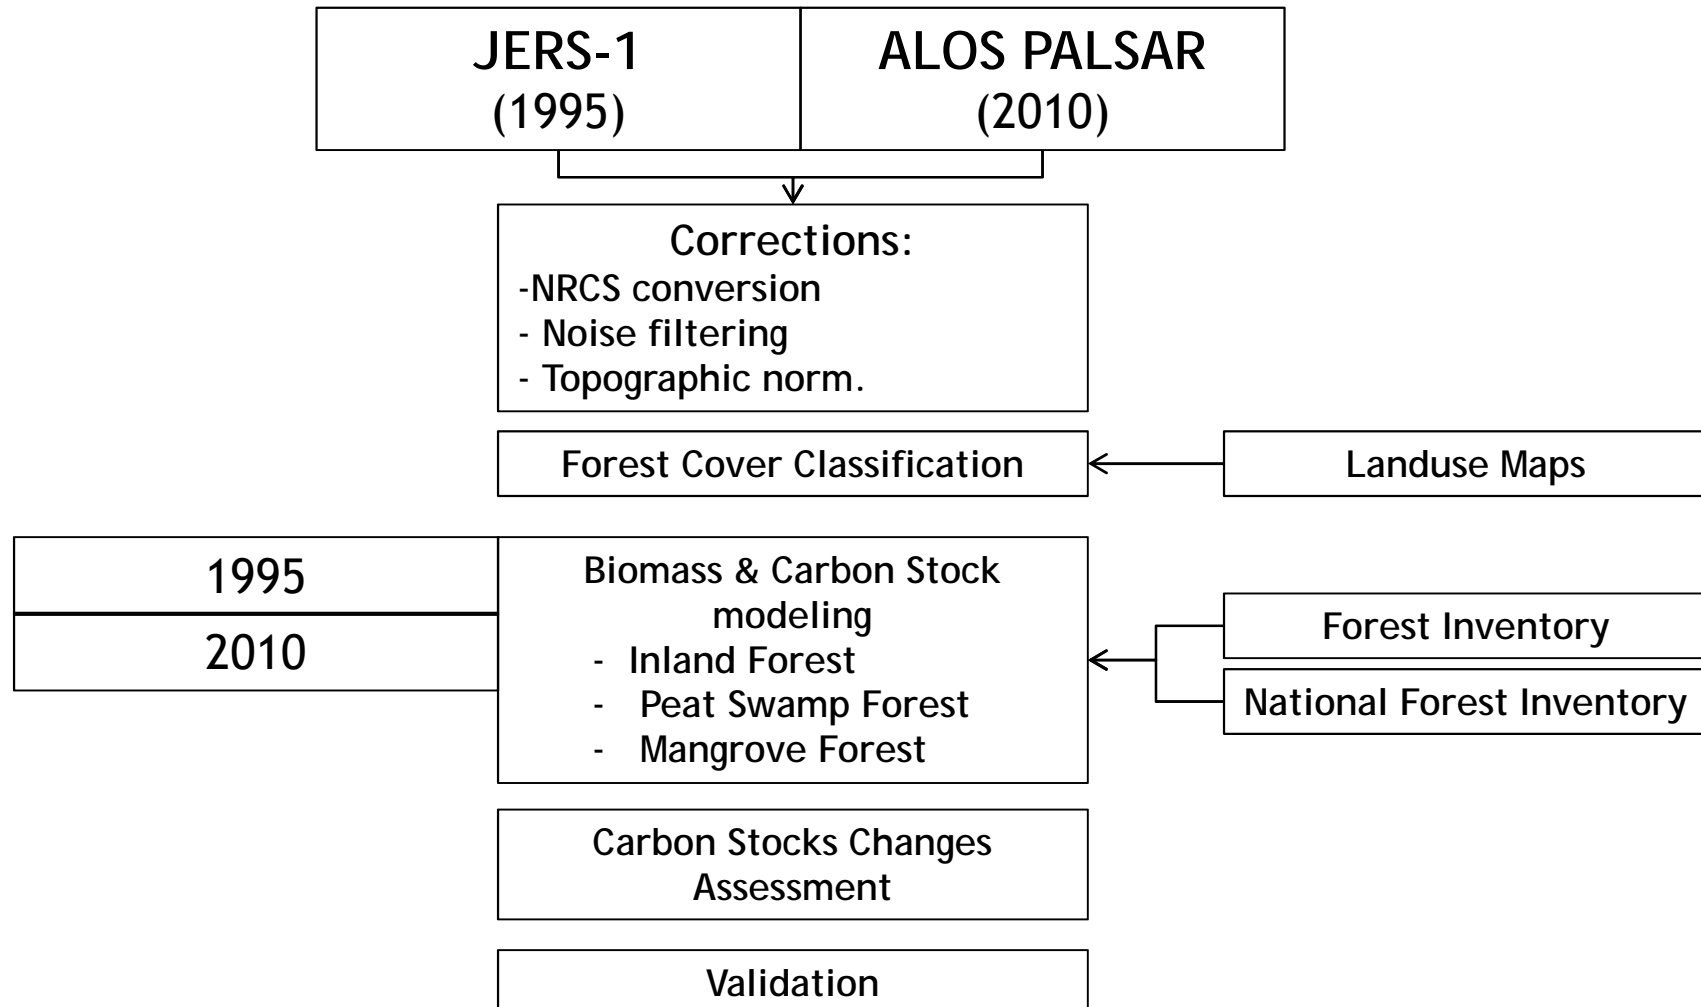 JERS-1
(1995)
ALOS PALSAR
(2010)
Corrections:
-NRCS conversion
- Noise filtering
- Topographic norm.
Forest Cover Classification
Landuse Maps
1995
2010
Biomass & Carbon Stock
modeling
- Inland Forest
- Peat Swamp Forest
- Mangrove Forest
Forest Inventory
National Forest Inventory
Carbon Stocks Changes
Assessment
Validation